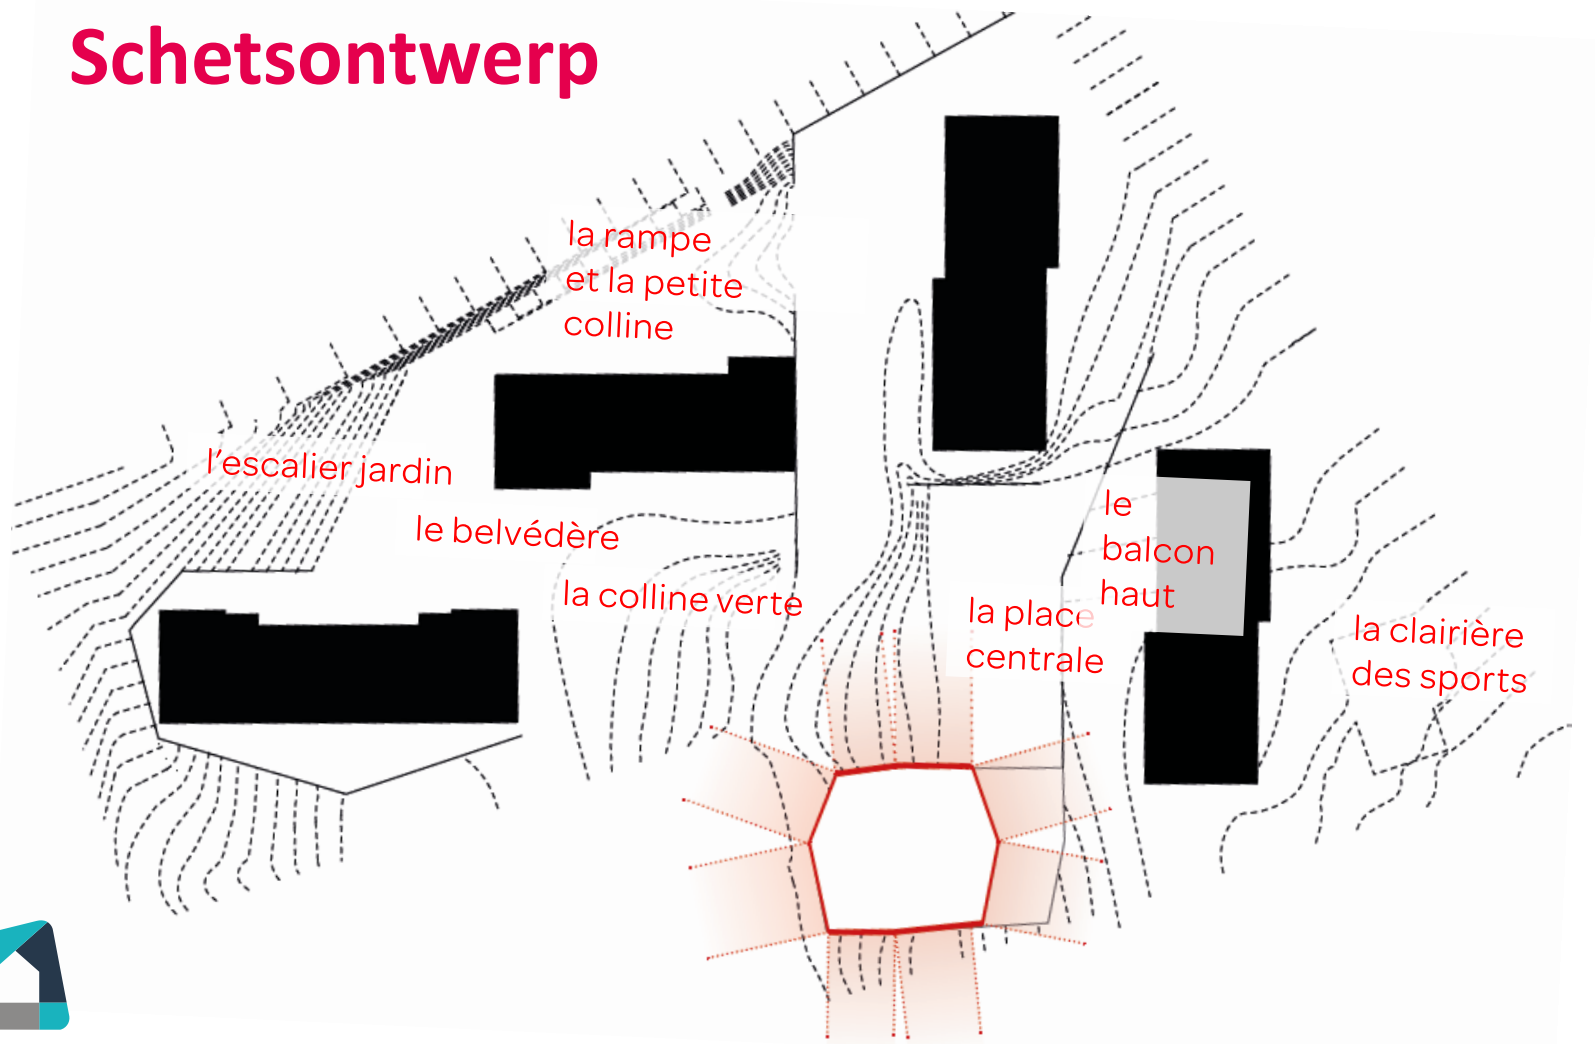 Schetsontwerp
la rampe
et la petite
colline
l'escalier jardin
le belvédère
la colline verte
le
balcon
haut
la place
centrale
la clairière
des sports